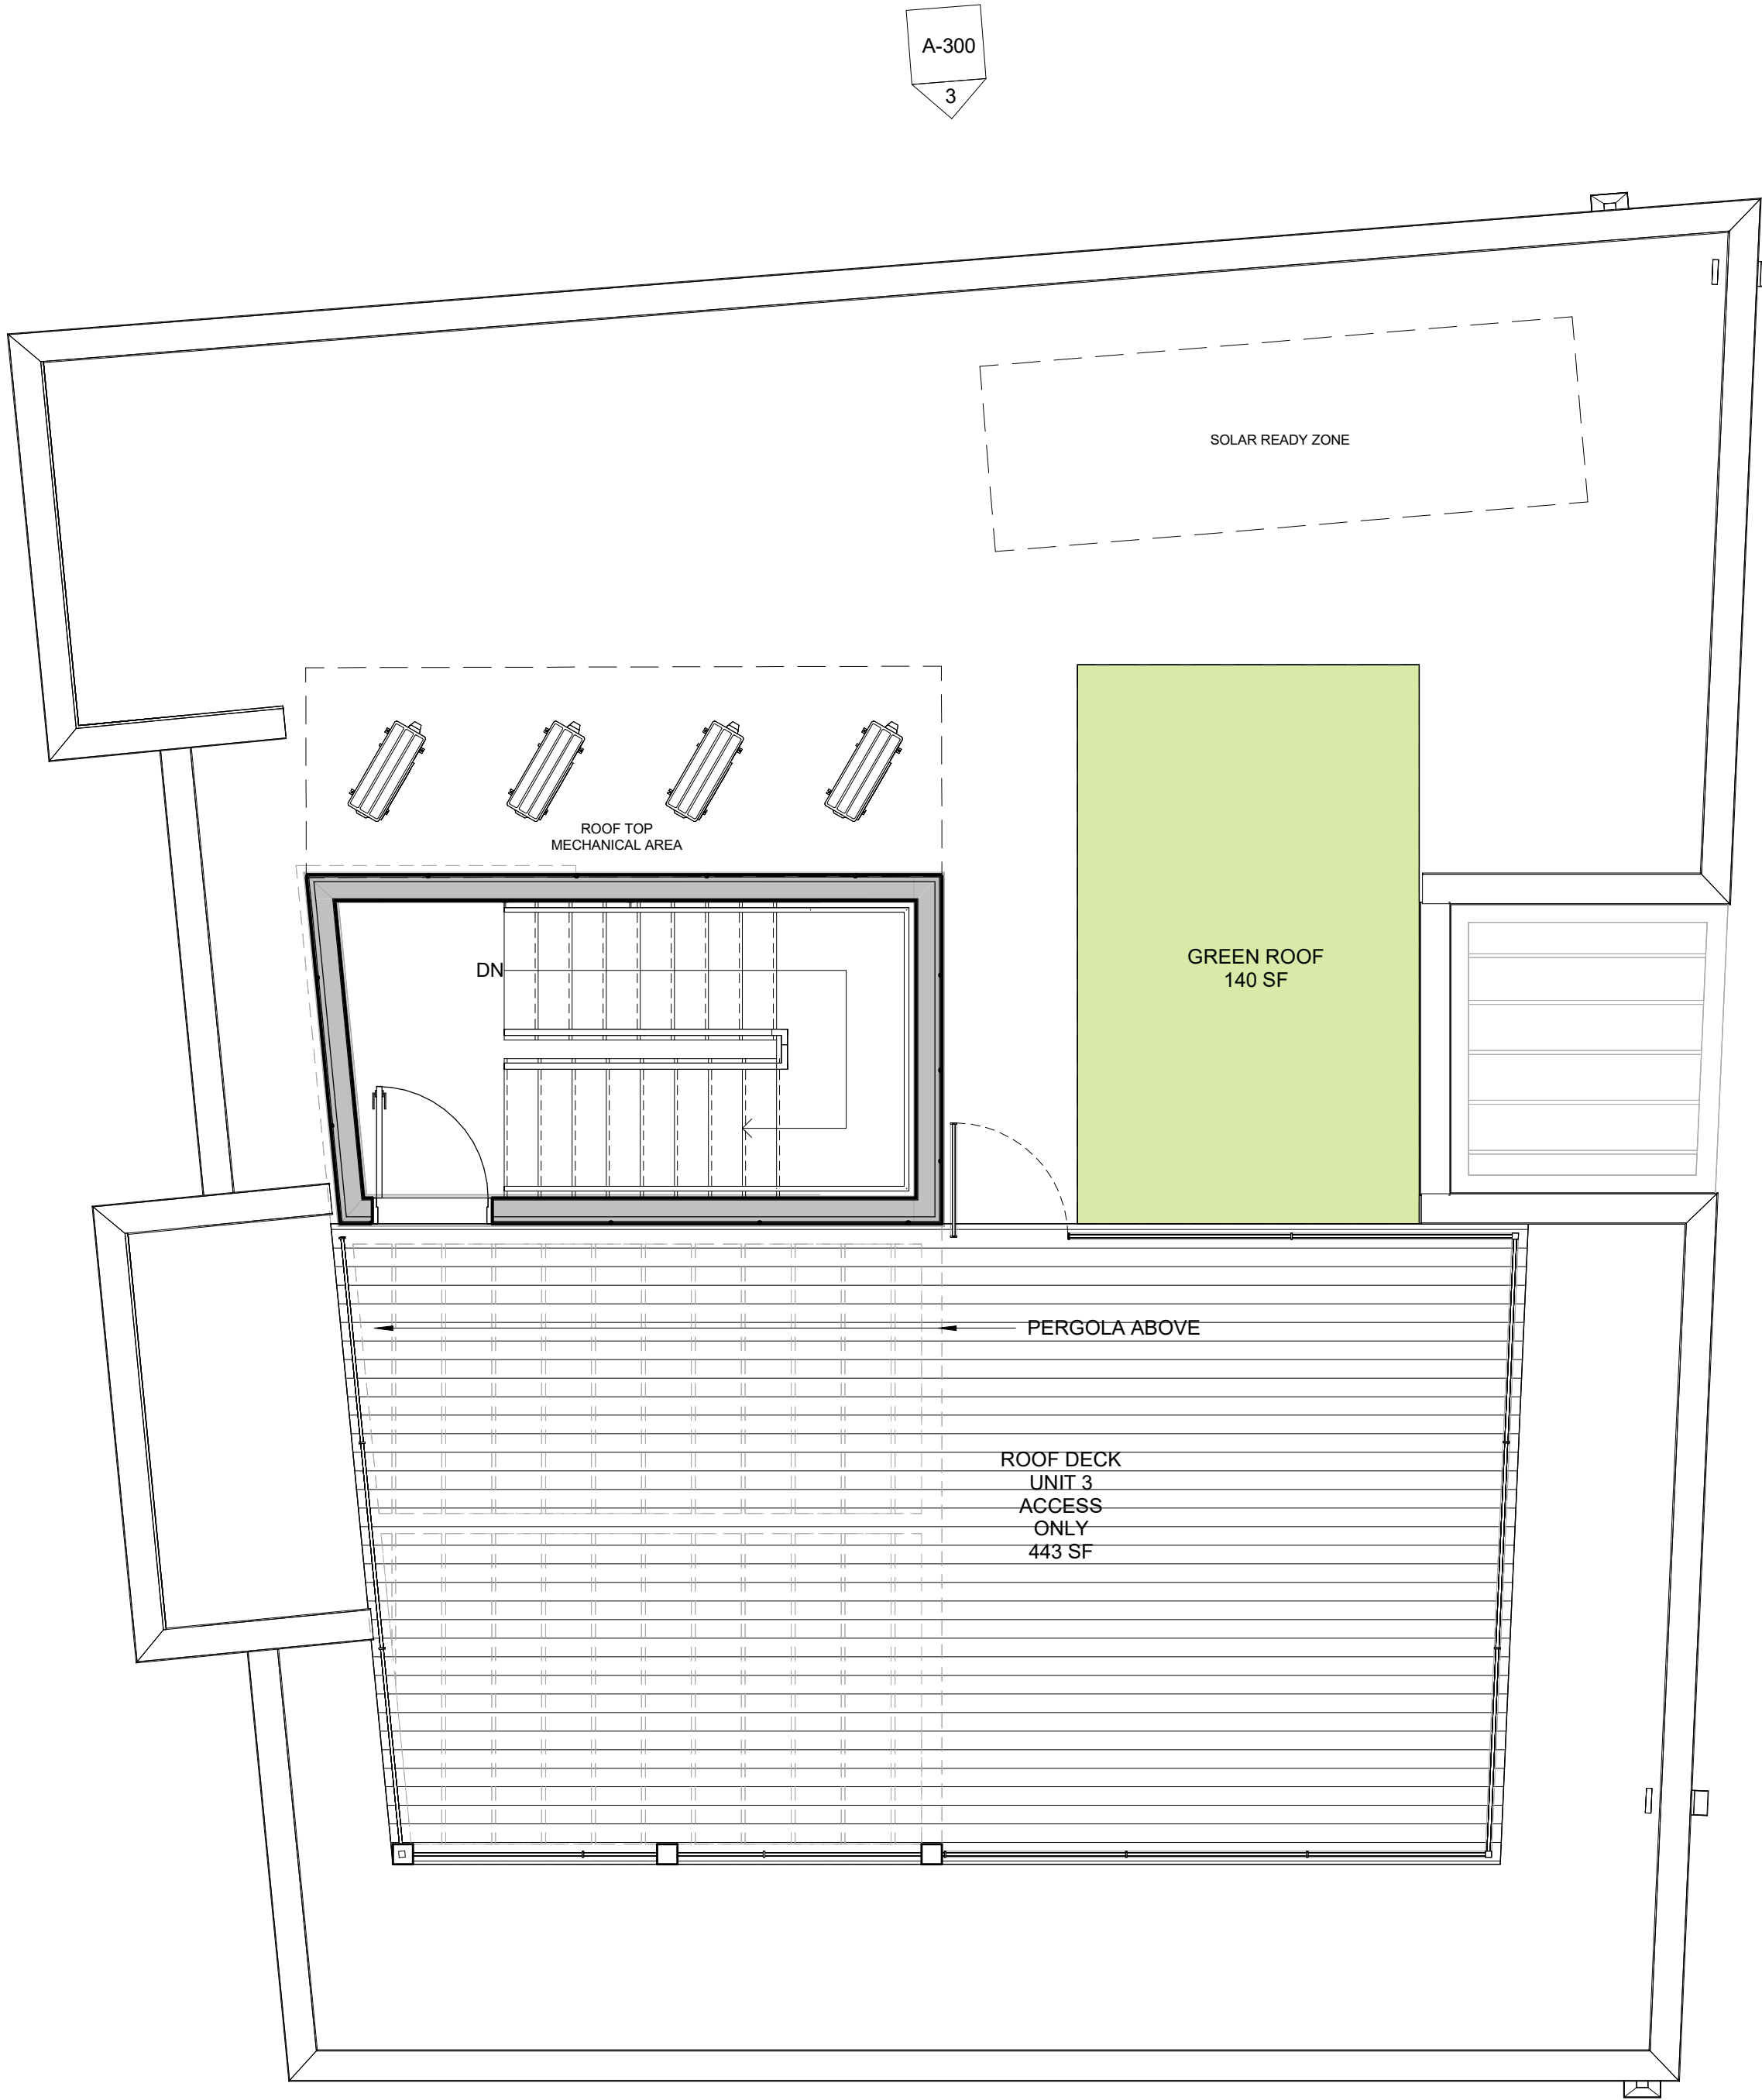 A-300
3
SOLAR READY ZONE
ROOF TOP
MECHANICAL AREA
GREEN ROOF
140 SF
DN
PERGOLA ABOVE
ROOF DECK
UNIT 3
ACCESS
ONLY
443 SF